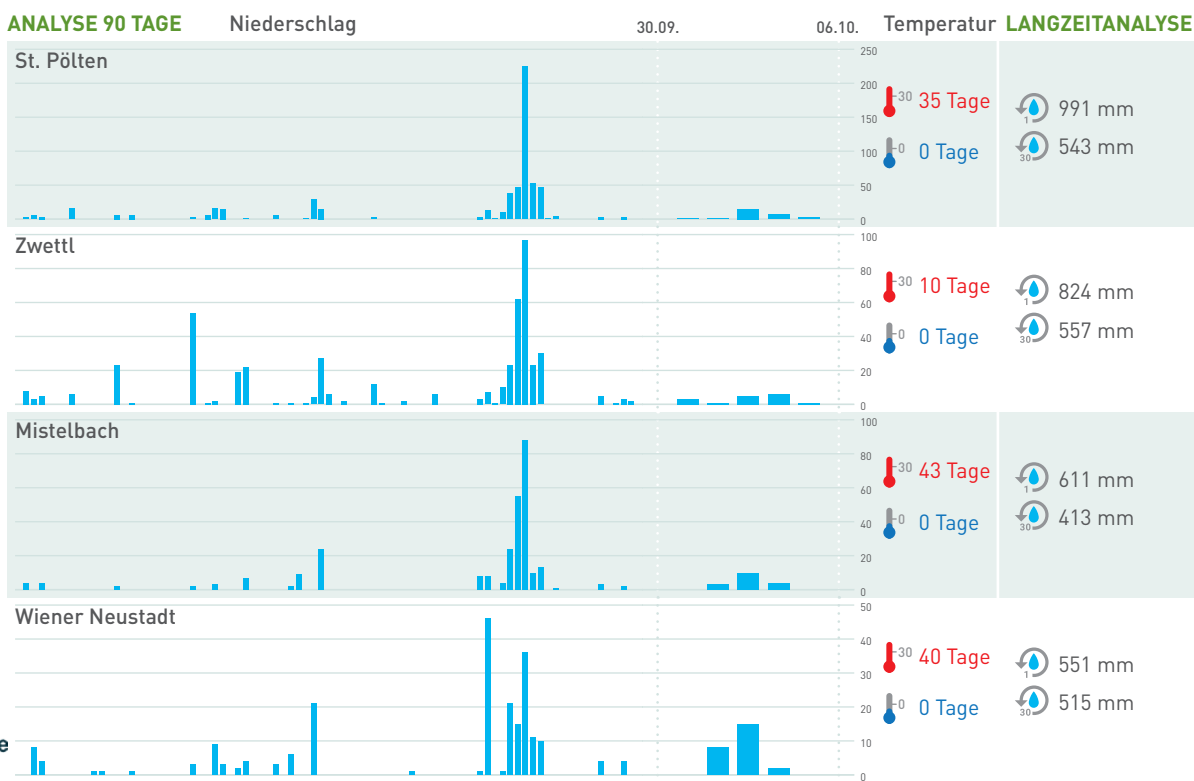 ANALYSE 90 TAGE Niederschlag 30.09. 06.10. Temperatur LANGZEITANALYSE
St. Pölten
250
200
150
100
50
0
30 35 Tage
0 0 Tage
1 991 mm
30 543 mm
Zwettl
100
80
60
40
20
0
30 10 Tage
0 0 Tage
1 824 mm
30 557 mm
Mistelbach
100
80
60
40
20
0
30 43 Tage
0 0 Tage
1 611 mm
30 413 mm
Wiener Neustadt
50
40
30
20
10
0
30 40 Tage
0 0 Tage
1 551 mm
30 515 mm
e